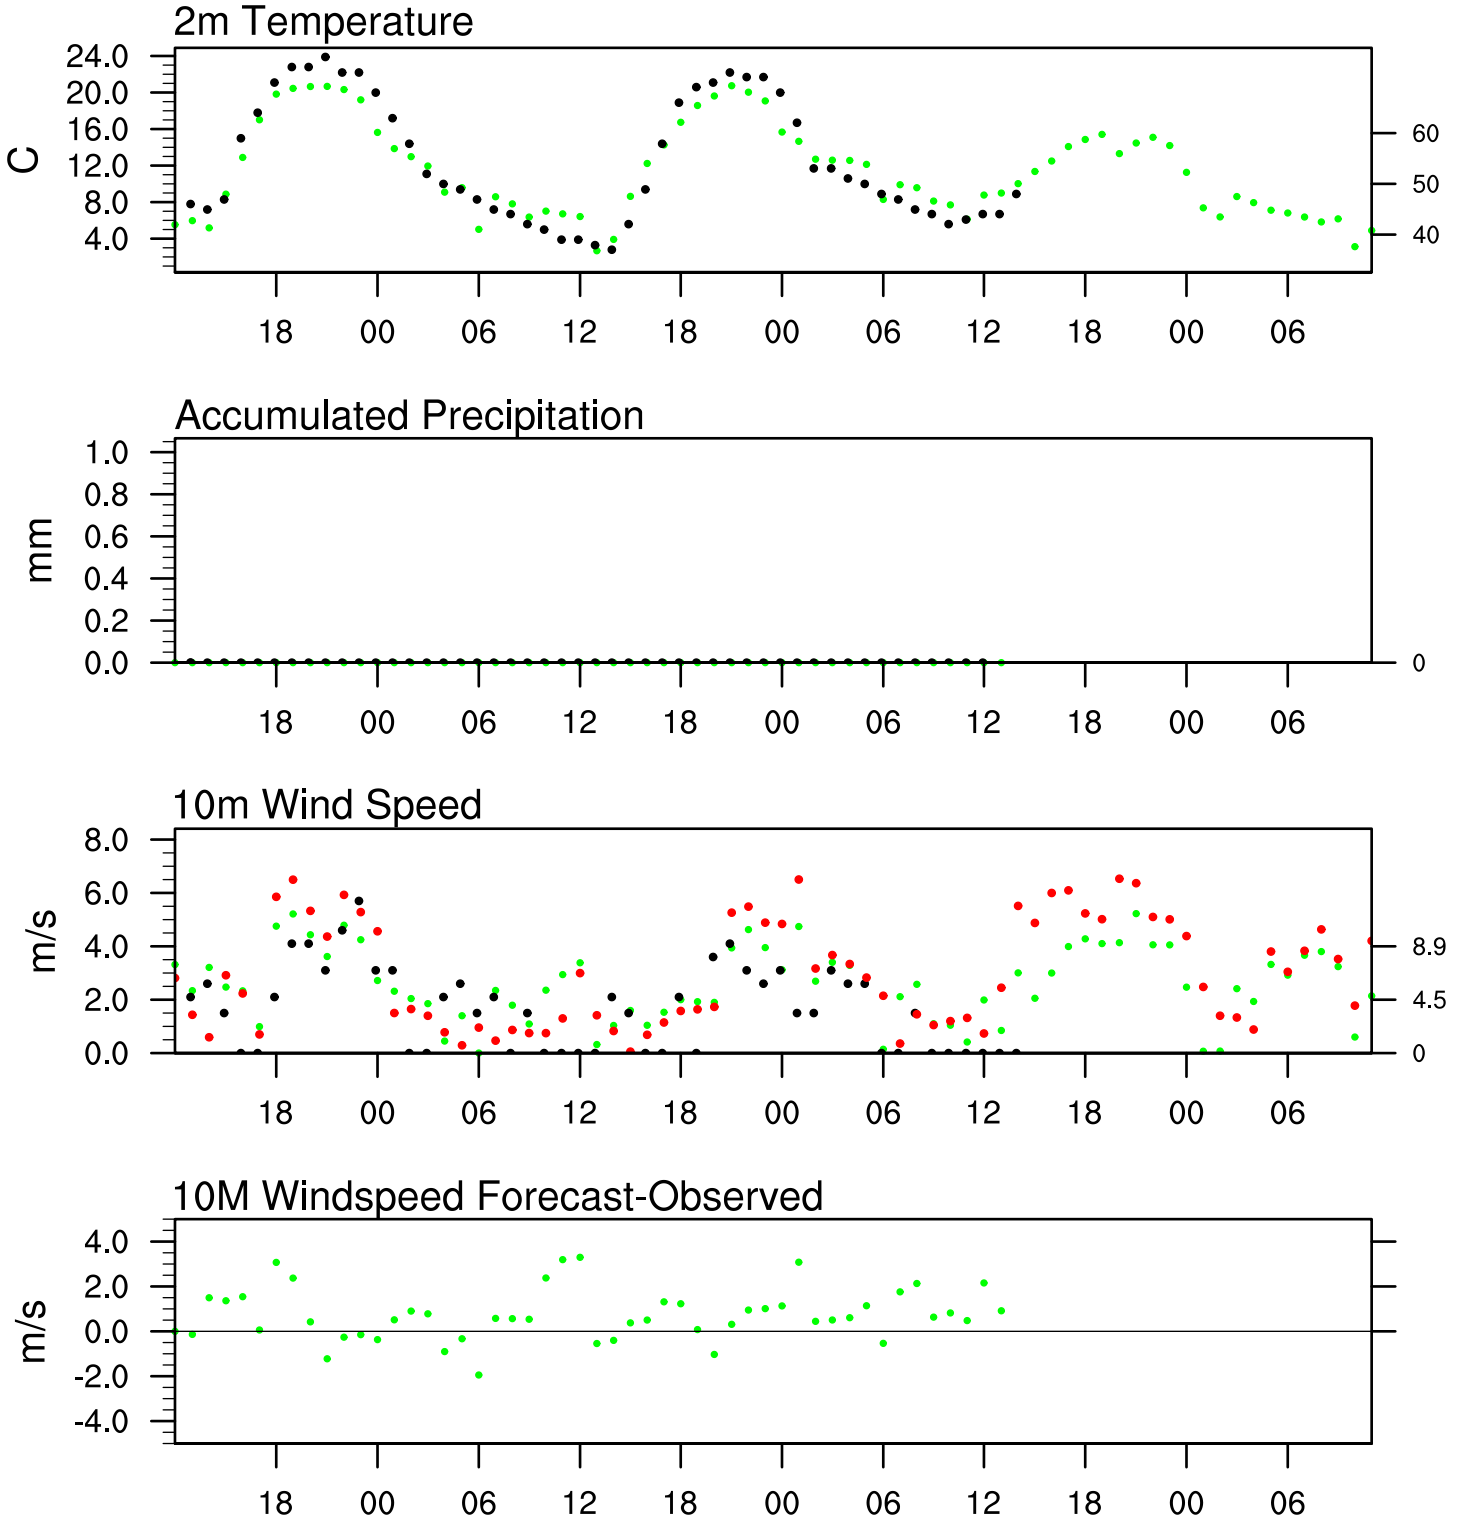 2m Temperature
24.0
20.0
16.0
12.0
8.0
4.0
C
60
50
40
18 00 06 12 18 00 06 12 18 00 06
Accumulated Precipitation
1.0
0.8
0.6
0.4
0.2
0.0
mm
0
18 00 06 12 18 00 06 12 18 00 06
10m Wind Speed
8.0
6.0
4.0
2.0
0.0
m/s
8.9
4.5
0
18 00 06 12 18 00 06 12 18 00 06
10M Windspeed Forecast-Observed
4.0
2.0
0.0
-2.0
-4.0
m/s
18 00 06 12 18 00 06 12 18 00 06